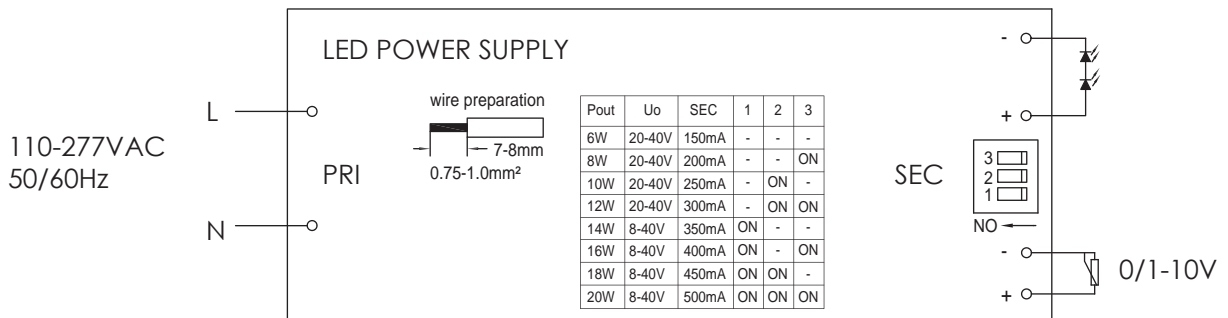 LED POWER SUPPLY
L
110-277VAC
50/60Hz
N
PRI
wire preparation
7-8mm
0.75-1.0mm²
Pout Uo SEC 1 2 3
6W 20-40V 150mA - - -
8W 20-40V 200mA - - ON
10W 20-40V 250mA - ON -
12W 20-40V 300mA - ON ON
14W 8-40V 350mA ON - -
16W 8-40V 400mA ON - ON
18W 8-40V 450mA ON ON -
20W 8-40V 500mA ON ON ON
SEC
-
+
3
2
1
NO
-
+
0/1-10V